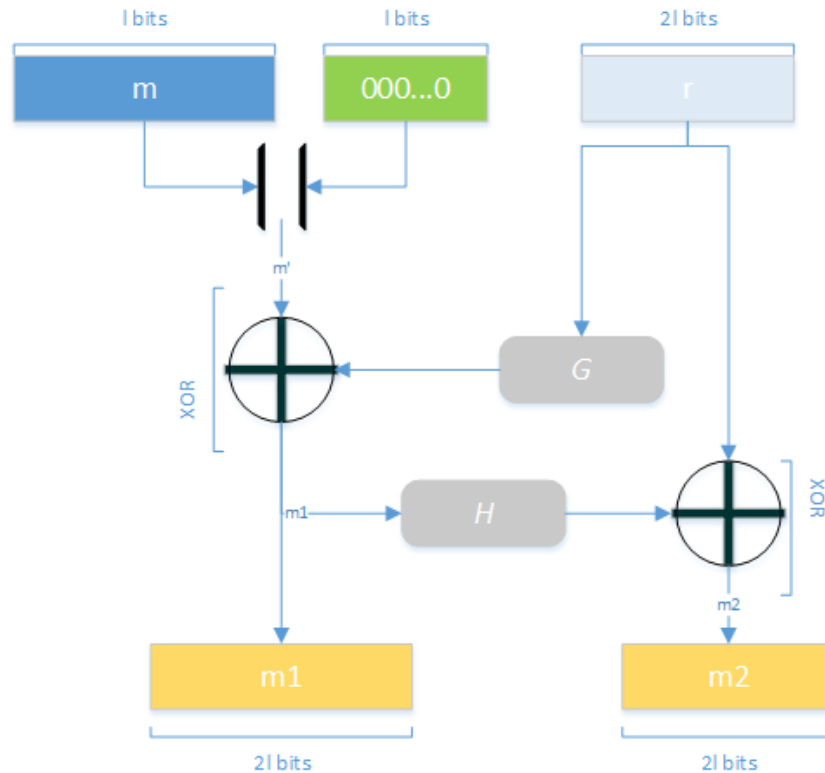 l bits
l bits
2l bits
m
000...0
r
m'
XOR
G
m1
H
XOR
m2
m1
m2
2l bits
2l bits